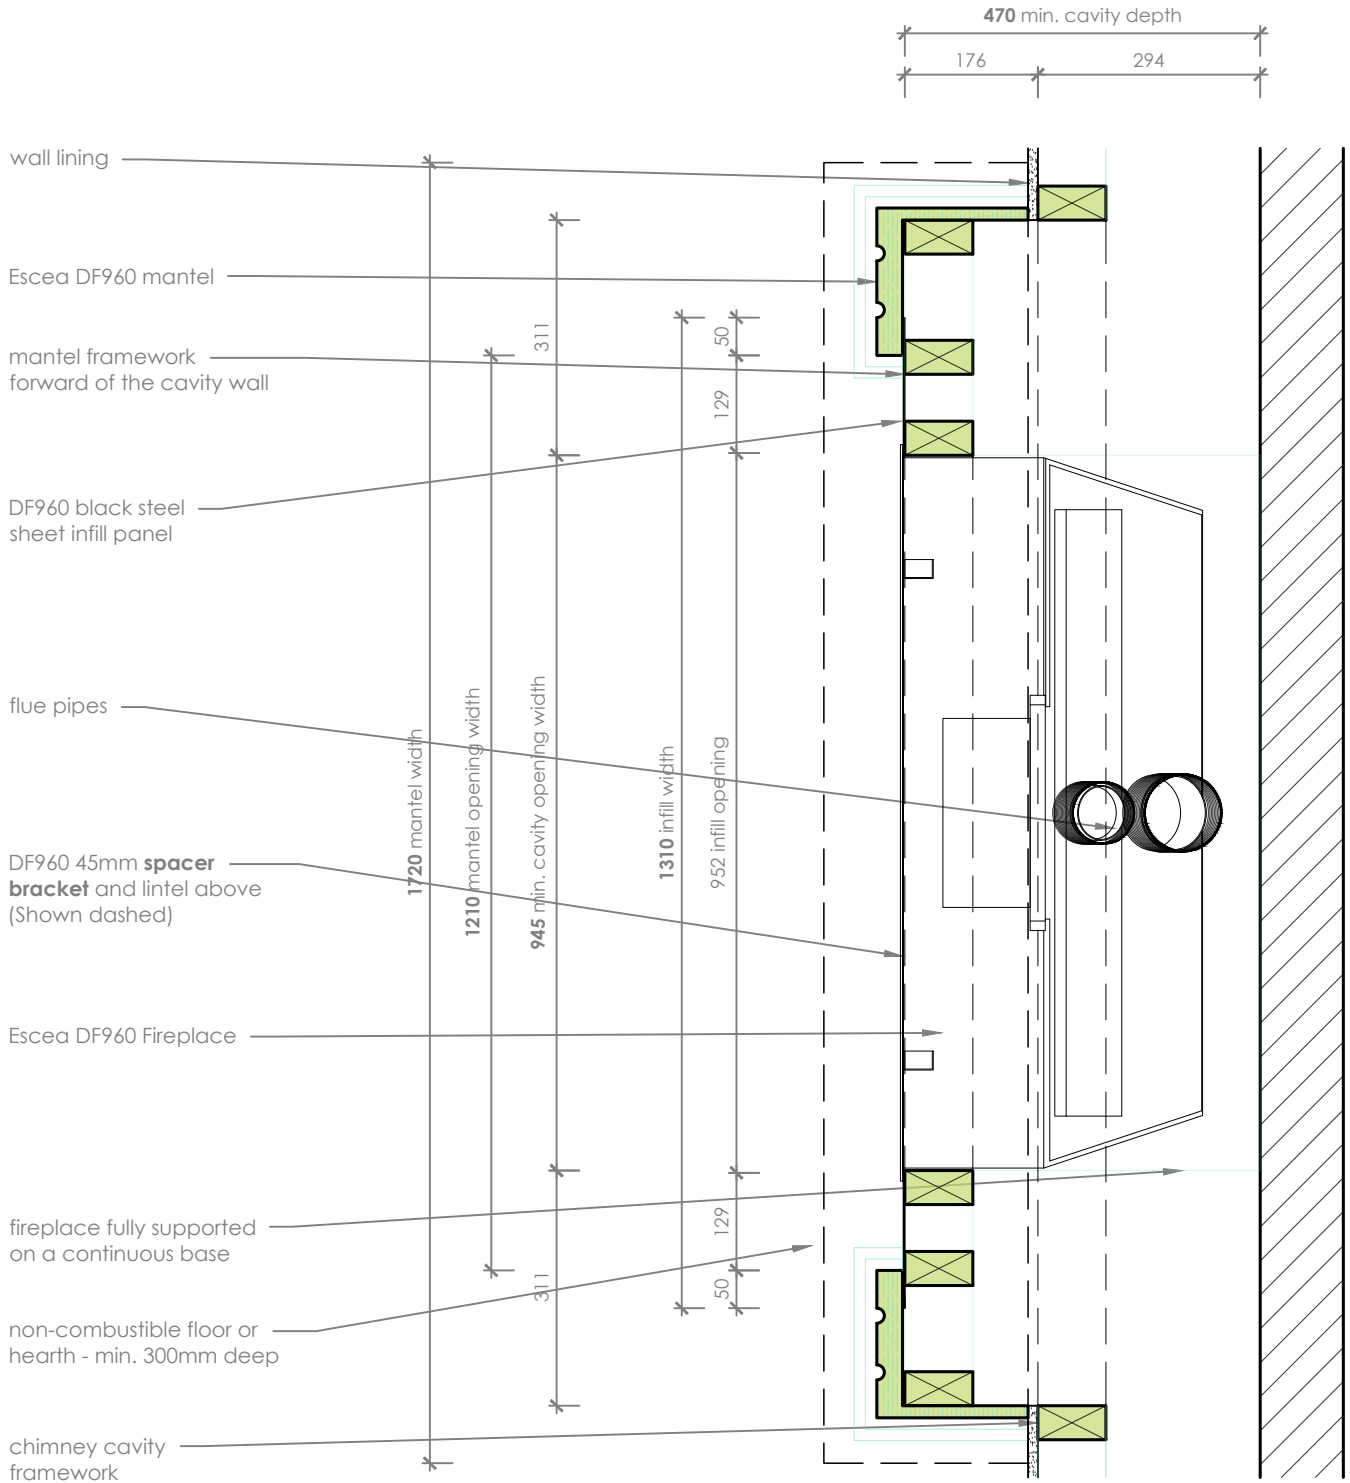 470 min. cavity depth
176
294
wall lining
Escea DF960 mantel
mantel framework
forward of the cavity wall
DF960 black steel
sheet infill panel
flue pipes
DF960 45mm spacer
bracket and lintel above
(Shown dashed)
Escea DF960 Fireplace
fireplace fully supported
on a continuous base
non-combustible floor or
hearth - min. 300mm deep
chimney cavity
framework
1720 mantel width
1210 mantel opening width
311
945 min. cavity opening width
311
1310 infill width
50
129
952 infill opening
129
50